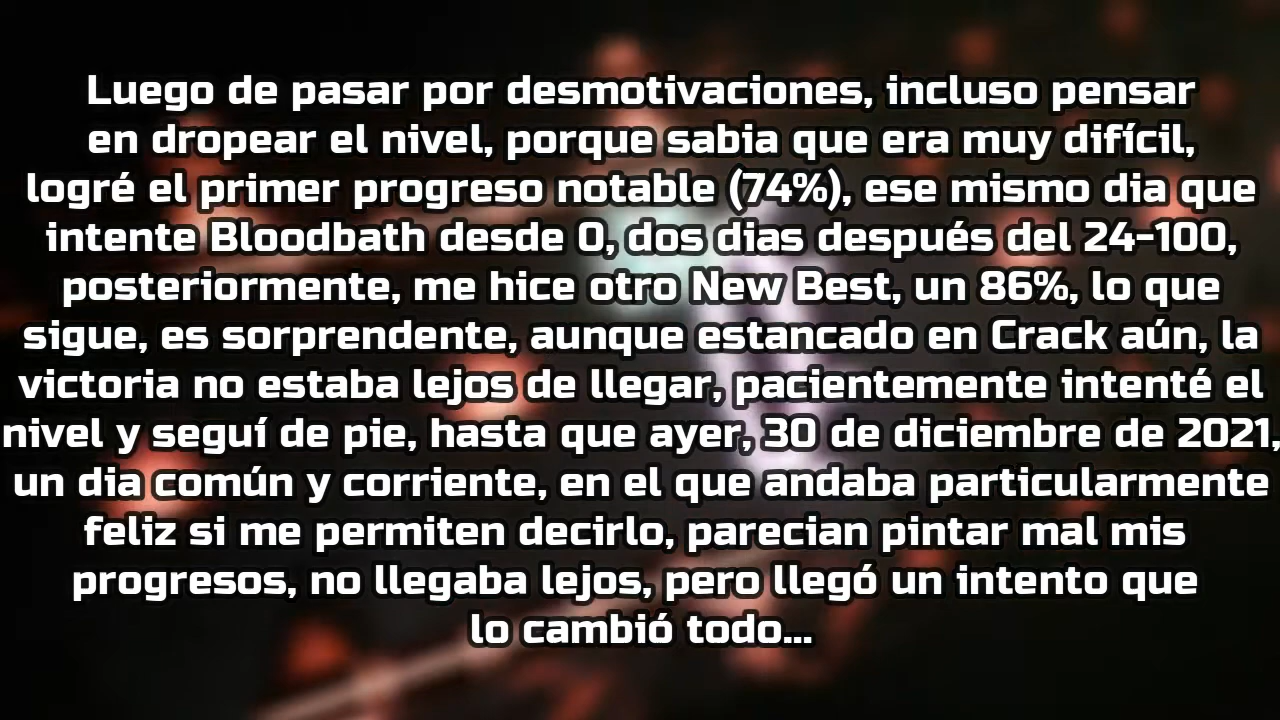 Luego de pasar por desmotivaciones, incluso pensar
en dropear el nivel, porque sabia que era muy difícil,
logré el primer progreso notable (74%), ese mismo dia que
intente Bloodbath desde 0, dos dias después del 24-100,
posteriormente, me hice otro New Best, un 86%, lo que
sigue, es sorprendente, aunque estancado en Crack aún, la
victoria no estaba lejos de llegar, pacientemente intenté el
nivel y seguí de pie, hasta que ayer, 30 de diciembre de 2021,
un dia común y corriente, en el que andaba particularmente
feliz si me permiten decirlo, parecian pintar mal mis
progresos, no llegaba lejos, pero llegó un intento que
lo cambió todo...